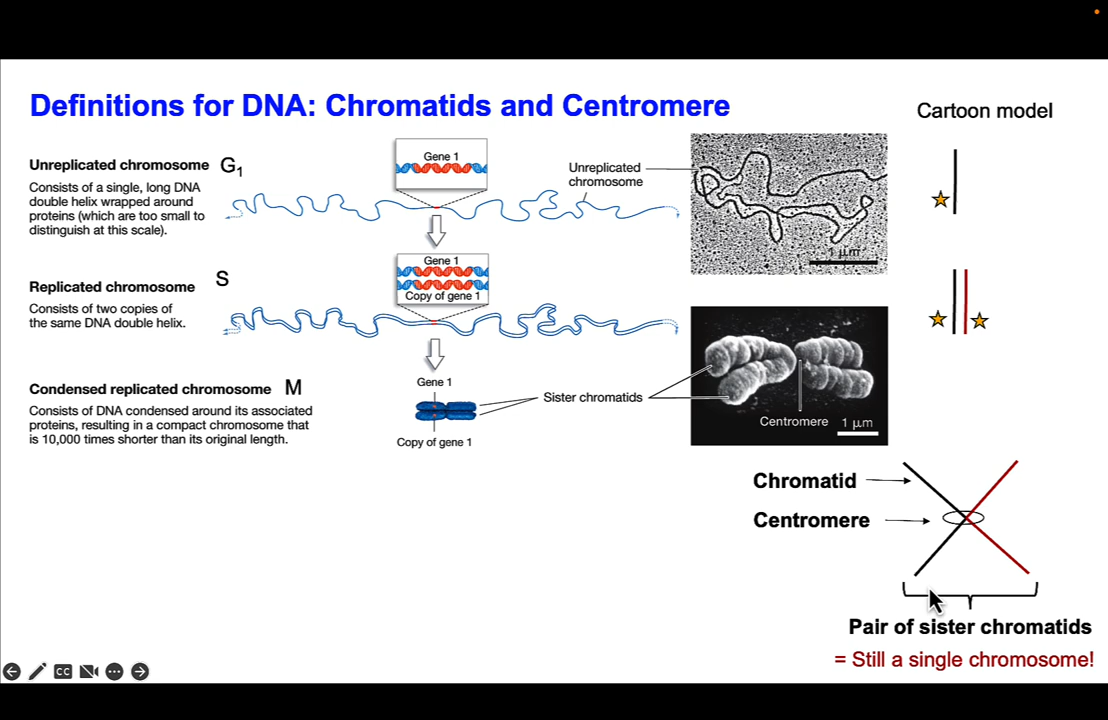 Definitions for DNA: Chromatids and Centromere
Cartoon model
Unreplicated chromosome G1
Consists of a single, long DNA
double helix wrapped around
proteins (which are too small to
distinguish at this scale).
Gene 1
Unreplicated
chromosome
1 µm
Replicated chromosome S
Consists of two copies of
the same DNA double helix.
Gene 1
Copy of gene 1
Condensed replicated chromosome M
Consists of DNA condensed around its associated
proteins, resulting in a compact chromosome that
is 10,000 times shorter than its original length.
Gene 1
Copy of gene 1
Sister chromatids
Centromere
1 µm
Chromatid
Centromere
Pair of sister chromatids
= Still a single chromosome!
CC